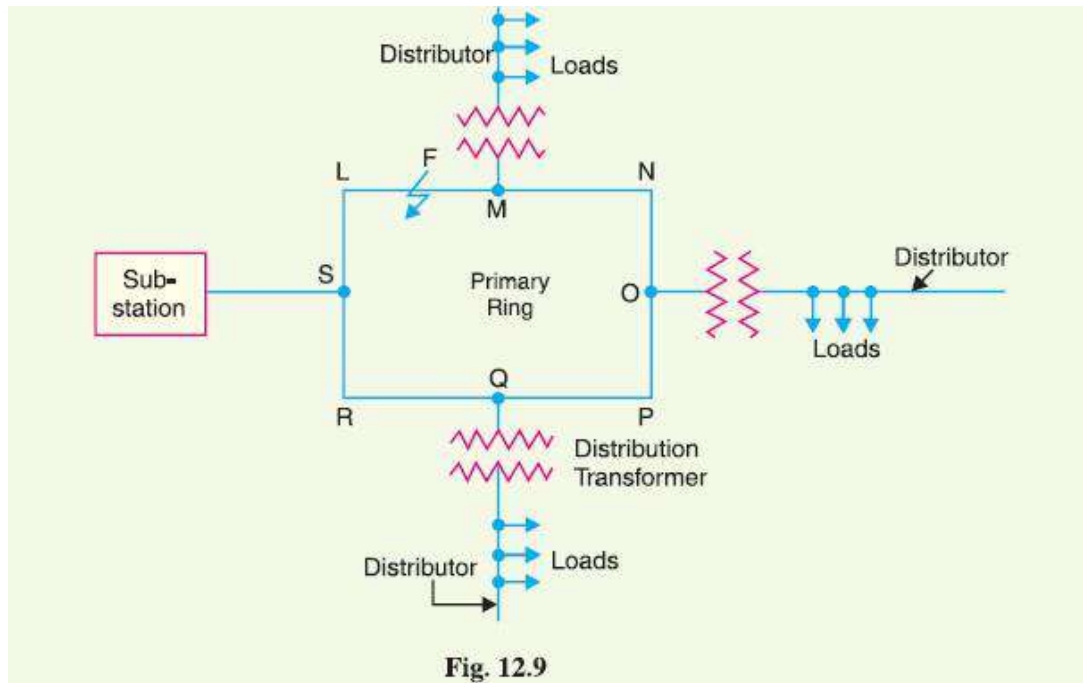 Distributor
Loads
F
L
N
M
Sub-
station
S
Primary
Ring
O
Distributor
Loads
Q
R
P
Distribution
Transformer
Distributor
Loads
Fig. 12.9